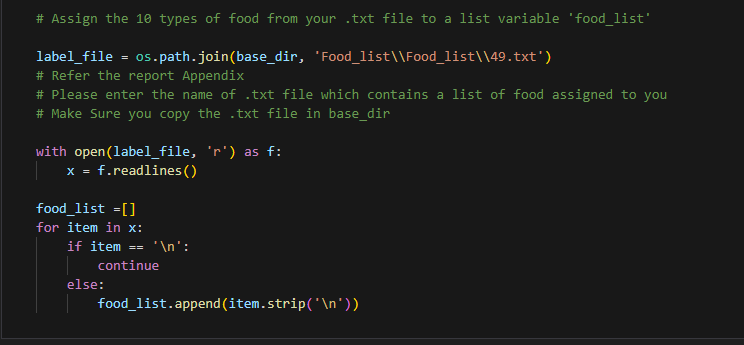 # Assign the 10 types of food from your .txt file to a list variable 'food_list'
label_file = os.path.join(base_dir, 'Food_list\\Food_list\\49.txt')
# Refer the report Appendix
# Please enter the name of .txt file which contains a list of food assigned to you
# Make Sure you copy the .txt file in base_dir
with open(label_file, 'r') as f:
    x = f.readlines()
food_list =[]
for item in x:
    if item == '\n':
        continue
    else:
        food_list.append(item.strip('\n'))